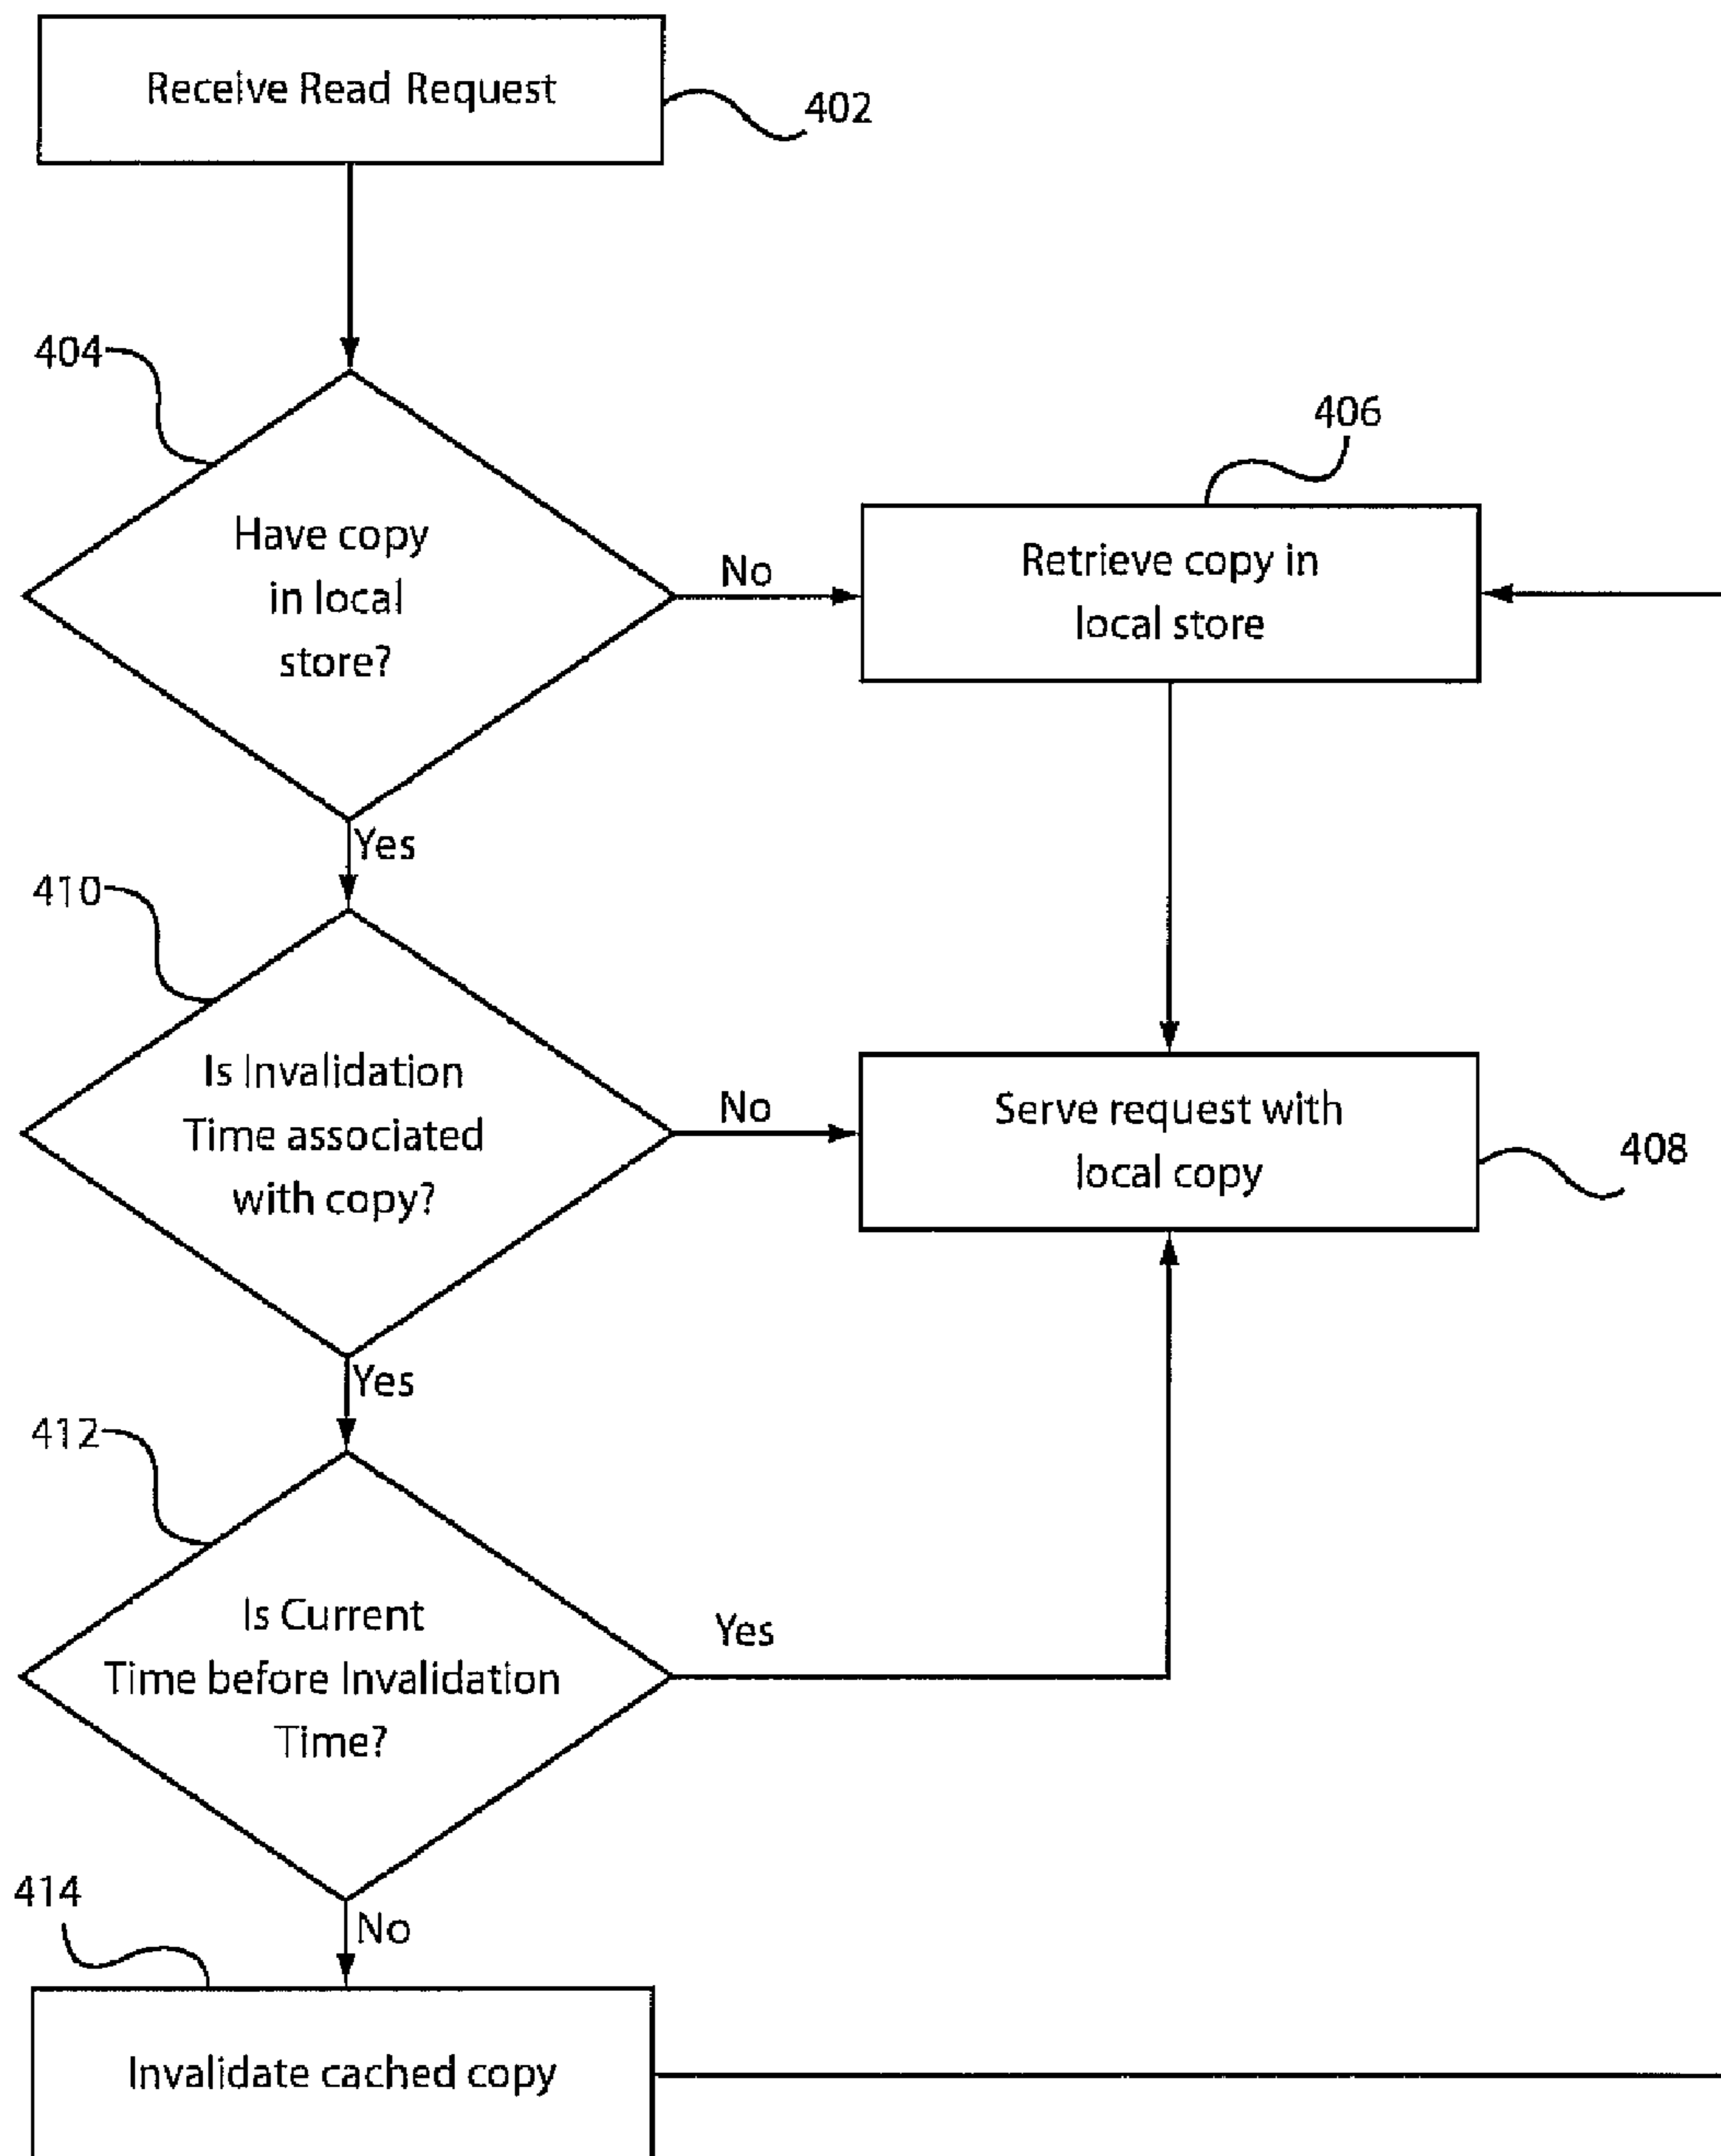 Receive Read Request
402
404
Have copy
in local
store?
No
406
Retrieve copy in
local store
Yes
410
Is Invalidation
Time associated
with copy?
No
Serve request with
local copy
408
Yes
412
Is Current
Time before Invalidation
Time?
Yes
414
No
Invalidate cached copy